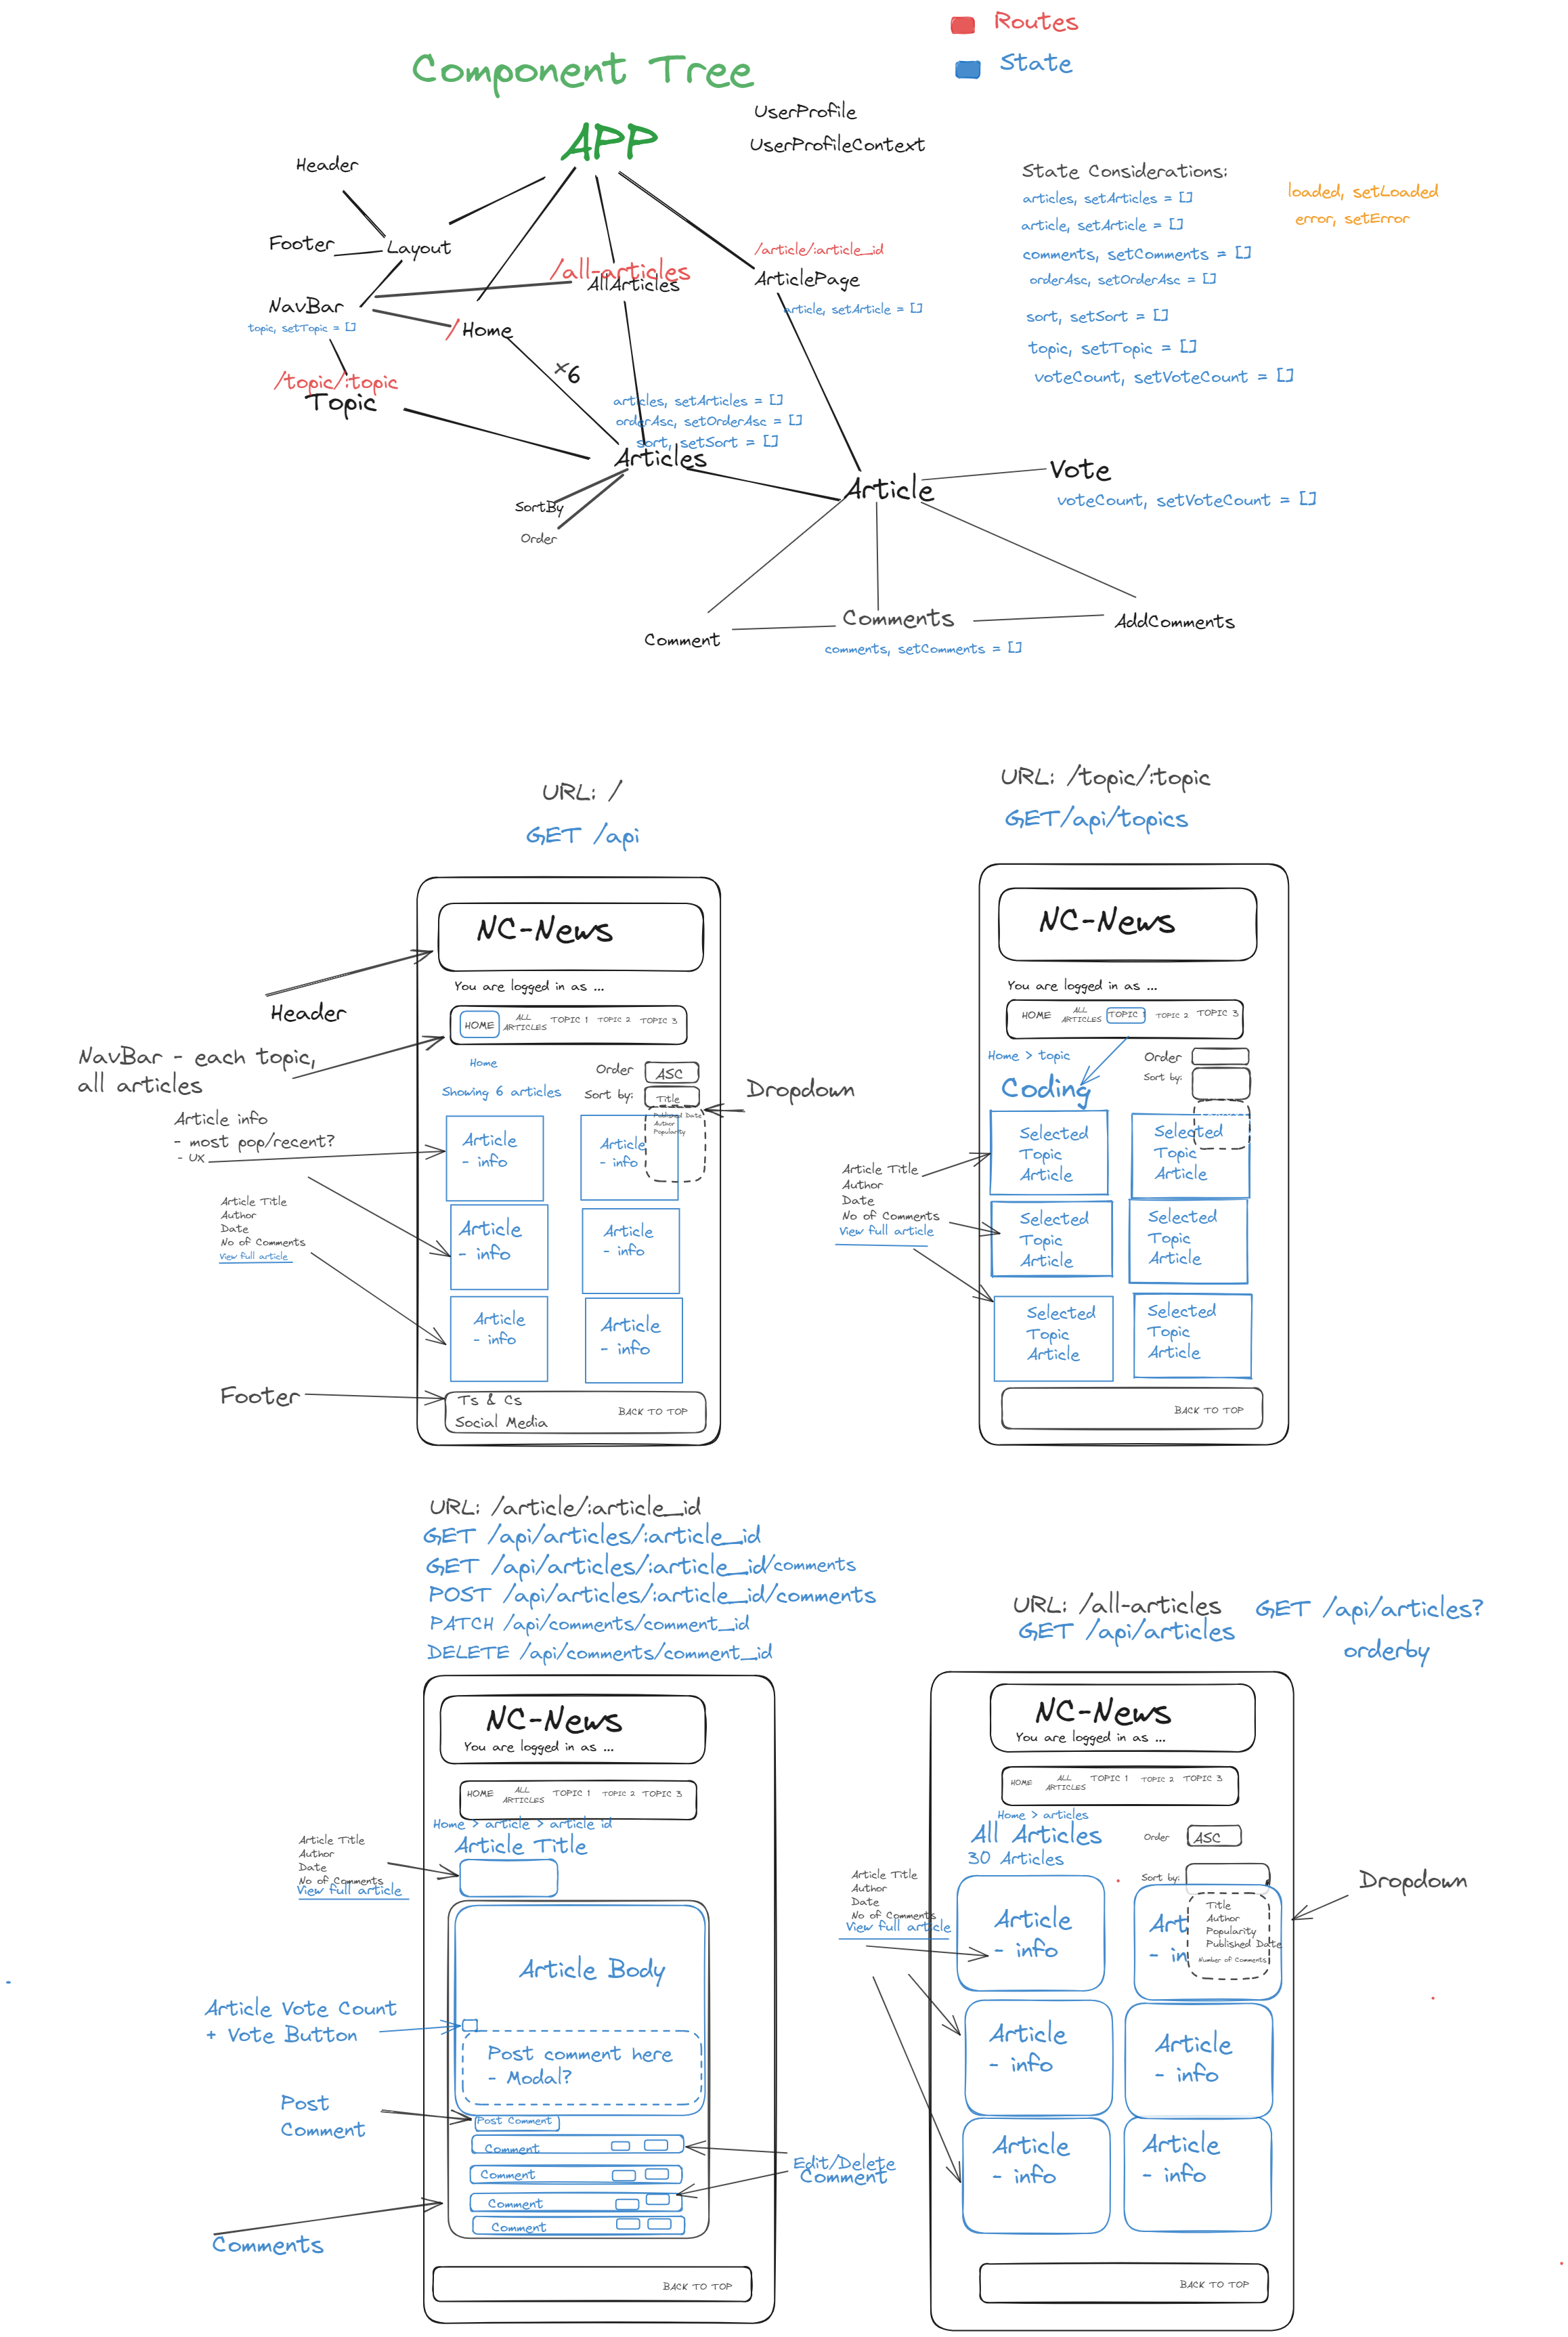 Routes
State
Component Tree
APP
UserProfile
UserProfileContext
Header
Footer
Layout
NavBar
topic, setTopic = []
/topic/:topic
Topic
/all-articles
AllArticles
/ Home
x6
/article/:article_id
ArticlePage
article, setArticle = []
articles, setArticles = []
orderAsc, setOrderAsc = []
sort, setSort = []
Articles
SortBy
Order
Article
Vote
voteCount, setVoteCount = []
Comment
Comments
comments, setComments = []
AddComments
State Considerations:
articles, setArticles = []
article, setArticle = []
comments, setComments = []
orderAsc, setOrderAsc = []
sort, setSort = []
topic, setTopic = []
voteCount, setVoteCount = []
loaded, setLoaded
error, setError
URL: /
GET /api
NC-News
You are logged in as ...
HOME
ALL
ARTICLES
TOPIC 1
TOPIC 2
TOPIC 3
Home
Showing 6 articles
Order
ASC
Sort by:
Title
Published Date
Author
Popularity
Article
- info
Article
- info
Article
- info
Article
- info
Article
- info
Article
- info
Ts & Cs
Social Media
BACK TO TOP
Header
NavBar - each topic,
all articles
Article info
- most pop/recent?
- UX
Article Title
Author
Date
No of Comments
View full article
Footer
Dropdown
URL: /topic/:topic
GET/api/topics
NC-News
You are logged in as ...
HOME
ALL
ARTICLES
TOPIC 1
TOPIC 2
TOPIC 3
Home > topic
Coding
Order
Sort by:
Selected
Topic
Article
Selected
Topic
Article
Selected
Topic
Article
Selected
Topic
Article
Selected
Topic
Article
Selected
Topic
Article
BACK TO TOP
Article Title
Author
Date
No of Comments
View full article
URL: /article/:article_id
GET /api/articles/:article_id
GET /api/articles/:article_id/comments
POST /api/articles/:article_id/comments
PATCH /api/comments/comment_id
DELETE /api/comments/comment_id
NC-News
You are logged in as ...
HOME
ALL
ARTICLES
TOPIC 1
TOPIC 2
TOPIC 3
Home > article > article id
Article Title
Article Title
Author
Date
No of Comments
View full article
Article Body
Article Vote Count
+ Vote Button
Post comment here
- Modal?
Post
Comment
Post Comment
Comment
Comment
Comment
Comment
Edit/Delete
Comment
Comments
BACK TO TOP
URL: /all-articles
GET /api/articles
GET /api/articles?
orderby
NC-News
You are logged in as ...
HOME
ALL
ARTICLES
TOPIC 1
TOPIC 2
TOPIC 3
Home > articles
All Articles
30 Articles
Order
ASC
Sort by:
Title
Author
Popularity
Published Date
Number of Comments
Dropdown
Article Title
Author
Date
No of Comments
View full article
Article
- info
Art
- in
Article
- info
Article
- info
Article
- info
Article
- info
BACK TO TOP